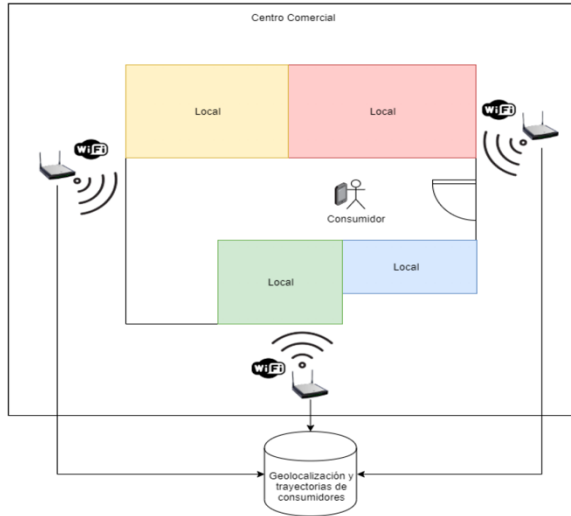 Centro Comercial
Local
Local
WiFi
WiFi
Consumidor
Local
Local
WiFi
Geolocalización y
trayectorias de
consumidores